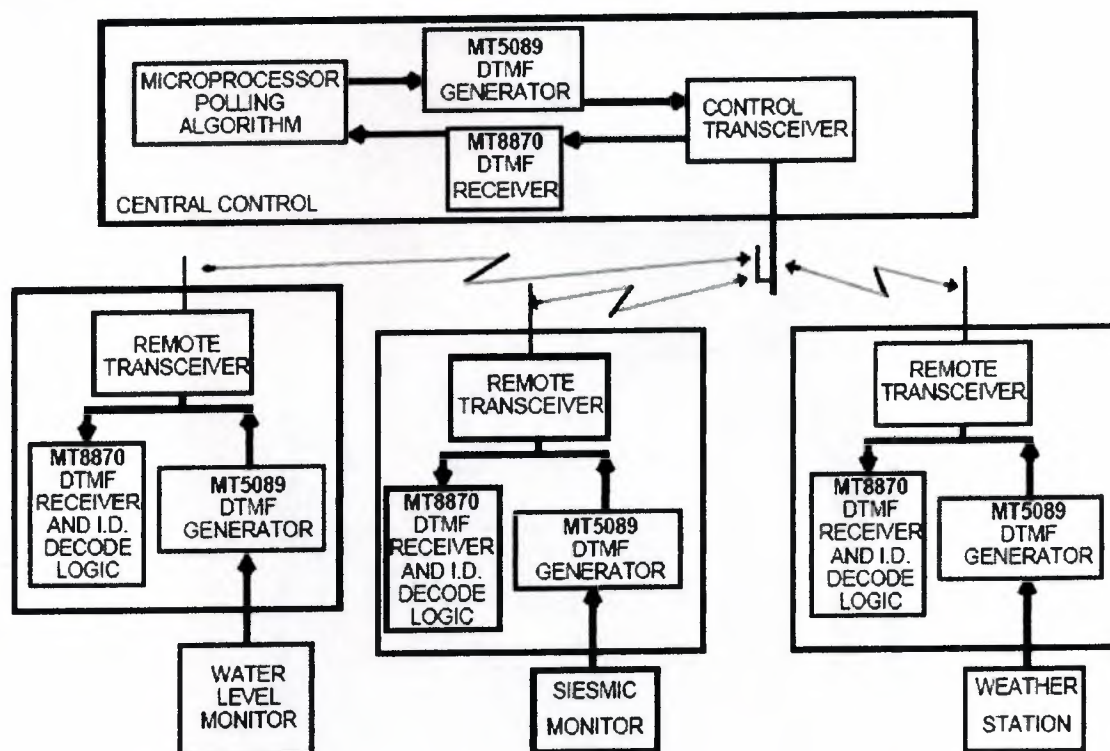 MICROPROCESSOR
POLLING
ALGORITHM
MT5089
DTMF
GENERATOR
MT8870
DTMF
RECEIVER
CONTROL
TRANSCEIVER
CENTRAL CONTROL
REMOTE
TRANSCEIVER
MT8870
DTMF
RECEIVER
AND I.D.
DECODE
LOGIC
MT5089
DTMF
GENERATOR
WATER
LEVEL
MONITOR
REMOTE
TRANSCEIVER
MT8870
DTMF
RECEIVER
AND I.D.
DECODE
LOGIC
MT5089
DTMF
GENERATOR
SIESMIC
MONITOR
REMOTE
TRANSCEIVER
MT8870
DTMF
RECEIVER
AND I.D.
DECODE
LOGIC
MT5089
DTMF
GENERATOR
WEATHER
STATION